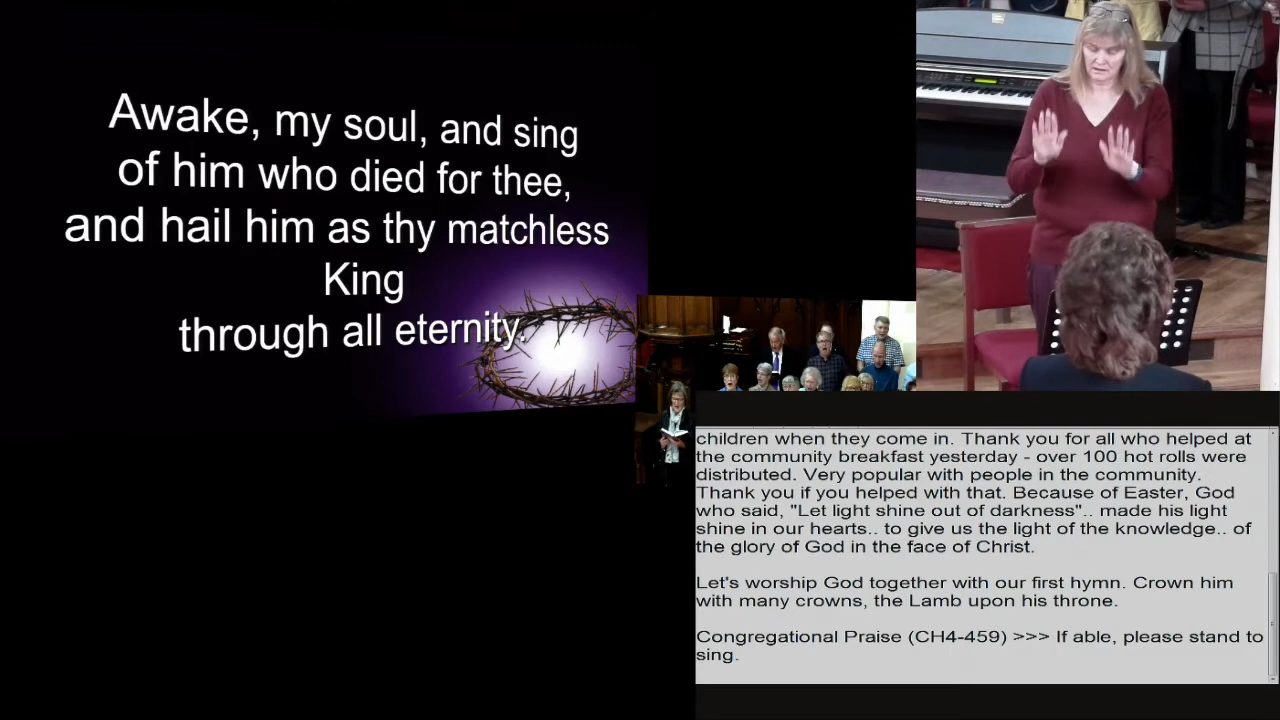 Awake, my soul, and sing
of him who died for thee,
and hail him as thy matchless
King
through all eternity.
children when they come in. Thank you for all who helped at
the community breakfast yesterday - over 100 hot rolls were
distributed. Very popular with people in the community.
Thank you if you helped with that. Because of Easter, God
who said, "Let light shine out of darkness".. made his light
shine in our hearts.. to give us the light of the knowledge.. of
the glory of God in the face of Christ.
Let's worship God together with our first hymn. Crown him
with many crowns, the Lamb upon his throne.
Congregational Praise (CH4-459) >>> If able, please stand to
sing.